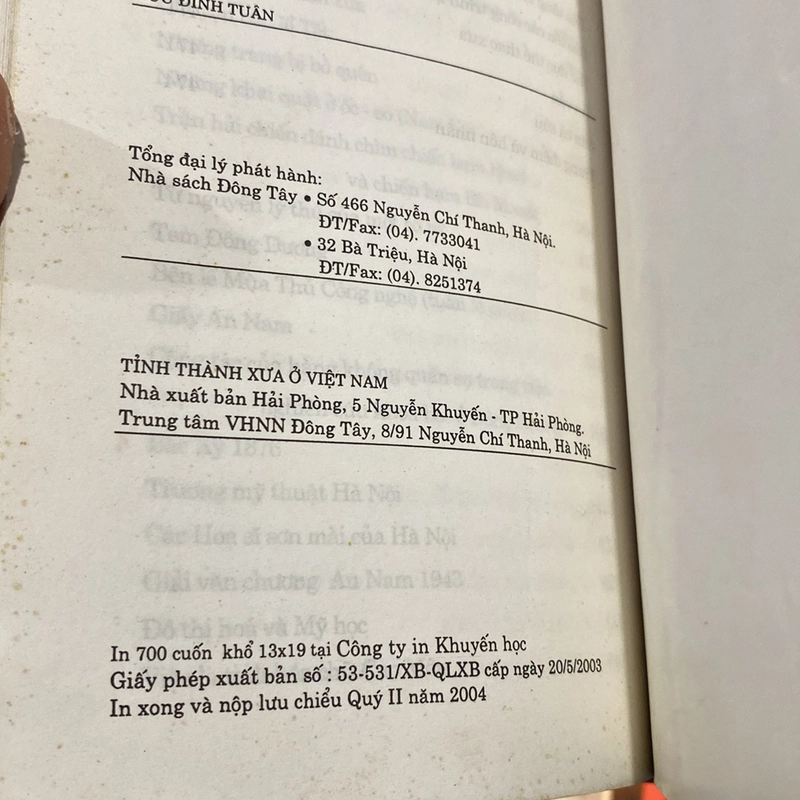 ĐÌNH TUÂN
Tổng đại lý phát hành:
Nhà sách Đông Tây • Số 466 Nguyễn Chí Thanh, Hà Nội.
ĐT/Fax: (04). 7733041
• 32 Bà Triệu, Hà Nội
ĐT/Fax: (04). 8251374
TỈNH THÀNH XƯA Ở VIỆT NAM
Nhà xuất bản Hải Phòng, 5 Nguyễn Khuyến - TP Hải Phòng.
Trung tâm VHNN Đông Tây, 8/91 Nguyễn Chí Thanh, Hà Nội
In 700 cuốn khổ 13x19 tại Công ty in Khuyến học
Giấy phép xuất bản số : 53-531/XB-QLXB cấp ngày 20/5/2003
In xong và nộp lưu chiểu Quý II năm 2004